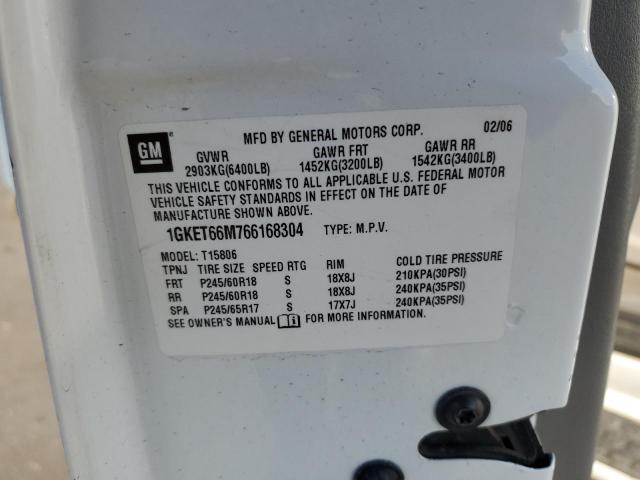 GM
MFD BY GENERAL MOTORS CORP. 02/06
GVWR GAWR FRT GAWR RR
2903KG(6400LB) 1452KG(3200LB) 1542KG(3400LB)
THIS VEHICLE CONFORMS TO ALL APPLICABLE U.S. FEDERAL MOTOR
VEHICLE SAFETY STANDARDS IN EFFECT ON THE DATE OF
MANUFACTURE SHOWN ABOVE.
1GKET66M766168304 TYPE: M.P.V.
MODEL: T15806
TPNJ TIRE SIZE SPEED RTG RIM COLD TIRE PRESSURE
FRT P245/60R18 S 18X8J 210KPA(30PSI)
RR P245/60R18 S 18X8J 240KPA(35PSI)
SPA P245/65R17 S 17X7J 240KPA(35PSI)
SEE OWNER'S MANUAL FOR MORE INFORMATION.